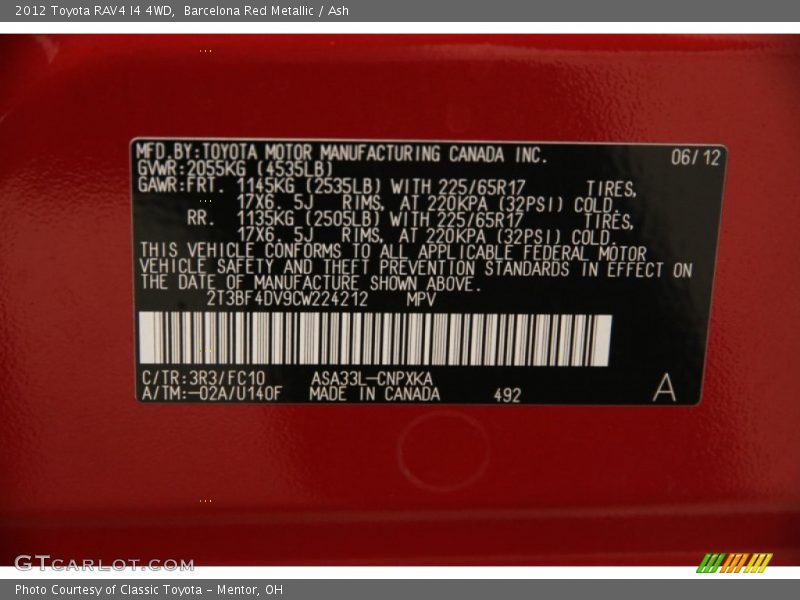 2012 Toyota RAV4 I4 4WD,  Barcelona Red Metallic / Ash
MFD.BY:TOYOTA MOTOR MANUFACTURING CANADA INC. 06/12
GVWR:2055KG (4535LB)
GAWR:FRT. 1145KG (2535LB) WITH 225/65R17 TIRES,
17X6. 5J RIMS, AT 220KPA (32PSI) COLD.
RR. 1135KG (2505LB) WITH 225/65R17 TIRES,
17X6. 5J RIMS, AT 220KPA (32PSI) COLD.
THIS VEHICLE CONFORMS TO ALL APPLICABLE FEDERAL MOTOR
VEHICLE SAFETY AND THEFT PREVENTION STANDARDS IN EFFECT ON
THE DATE OF MANUFACTURE SHOWN ABOVE.
2T3BF4DV9CW224212 MPV
C/TR:3R3/FC10 ASA33L-CNPXKA
A/TM:-02A/U140F MADE IN CANADA 492 A
GTCARLOT.COM
Photo Courtesy of Classic Toyota - Mentor, OH